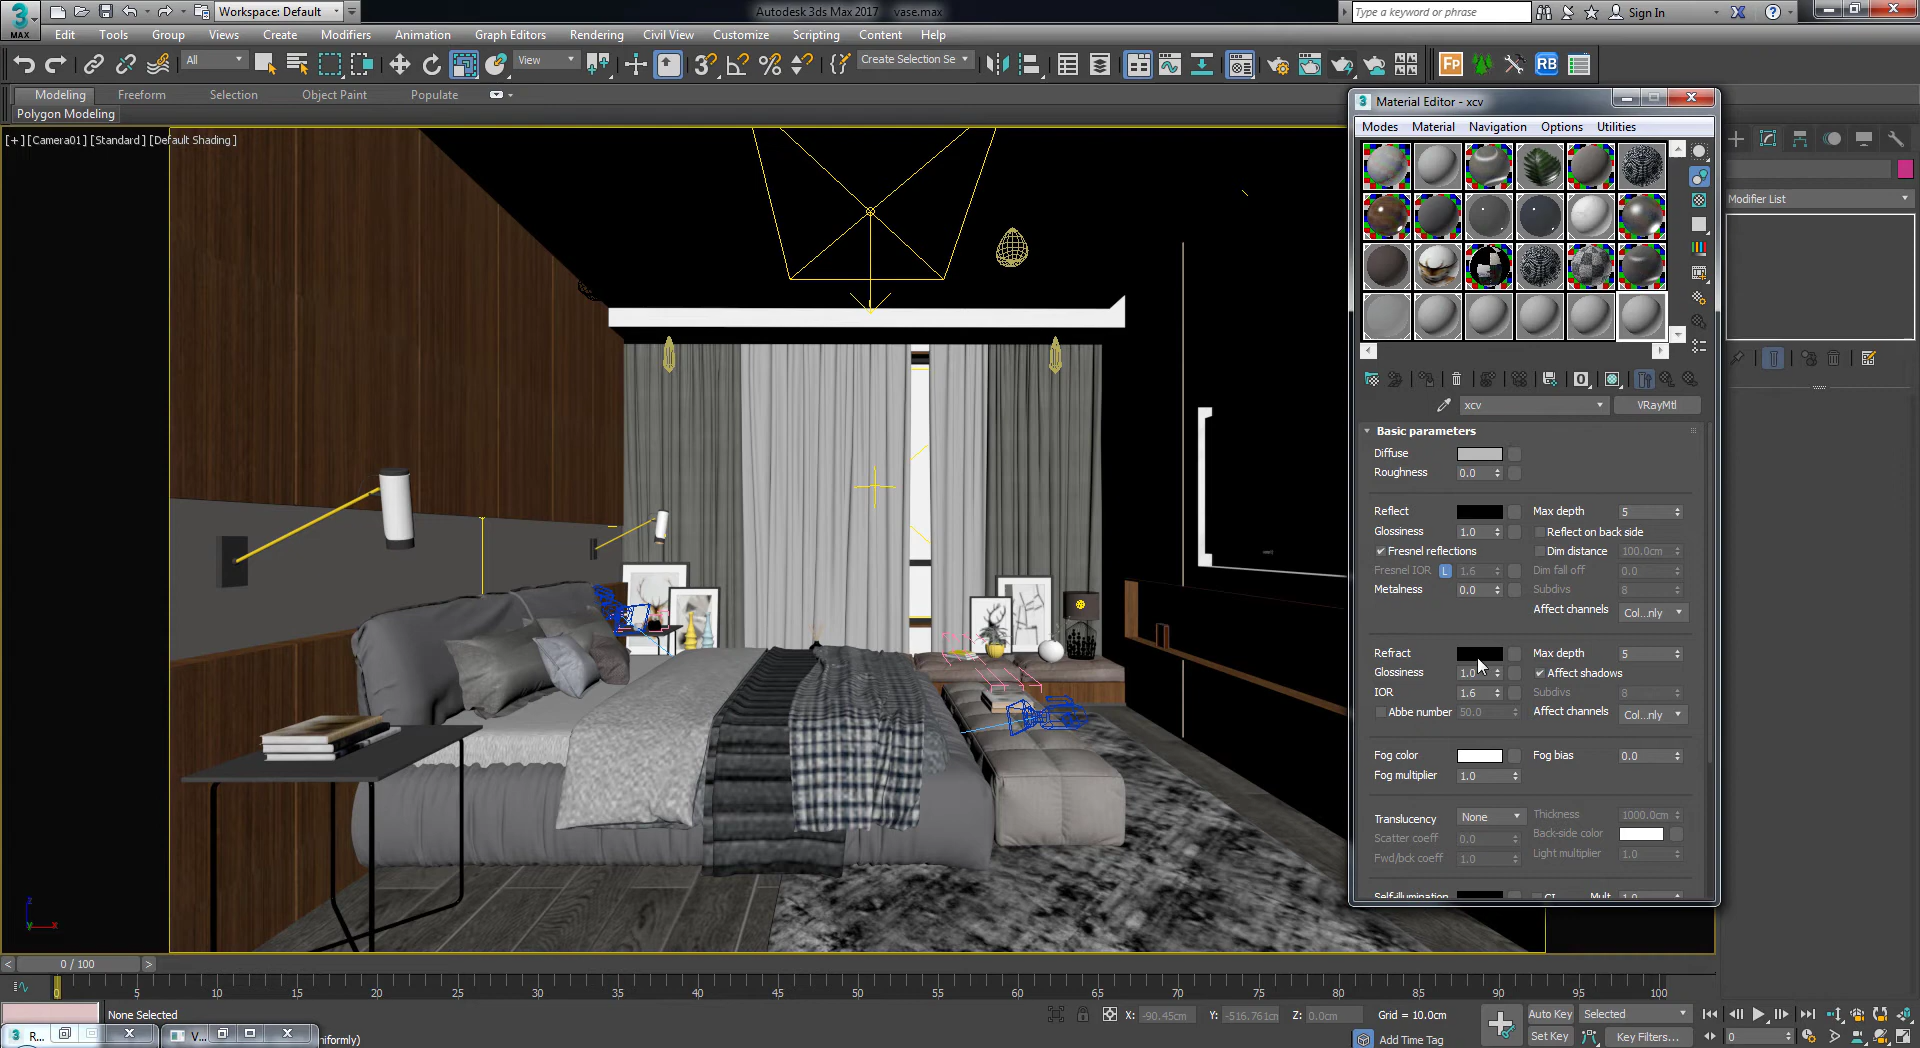 Workspace: Default
Autodesk 3ds Max 2017    vase.max
Type a keyword or phrase
Sign In
MAX
Edit Tools Group Views Create Modifiers Animation Graph Editors Rendering Civil View Customize Scripting Content Help
All
View
Create Selection Se
Fp
RB
Modeling Freeform Selection Object Paint Populate
Polygon Modeling
[+] [Camera01] [Standard] [Default Shading]
Material Editor - xcv
Modes Material Navigation Options Utilities
Modifier List
xcv
VRayMtl
Basic parameters
Diffuse
Roughness 0.0
Reflect Max depth 5
Glossiness 1.0 Reflect on back side
Fresnel reflections Dim distance 100.0cm
Fresnel IOR L 1.6 Dim fall off 0.0
Metalness 0.0 Subdivs 8
Affect channels Col...nly
Refract Max depth 5
Glossiness 1.0 Affect shadows
IOR 1.6 Subdivs 8
Abbe number 50.0 Affect channels Col...nly
Fog color Fog bias 0.0
Fog multiplier 1.0
Translucency None Thickness 1000.0cm
Scatter coeff 0.0 Back-side color
Fwd/bck coeff 1.0 Light multiplier 1.0
Self-illumination GI Mult 1.0
z
x
y
< 0 / 100 >
0 5 10 15 20 25 30 35 40 45 50 55 60 65 70 75 80 85 90 95 100
None Selected
X: -90.45cm Y: -516.761cm Z: 0.0cm Grid = 10.0cm
Auto Key Selected
R... V... niformly)
Add Time Tag
Set Key Key Filters... 0